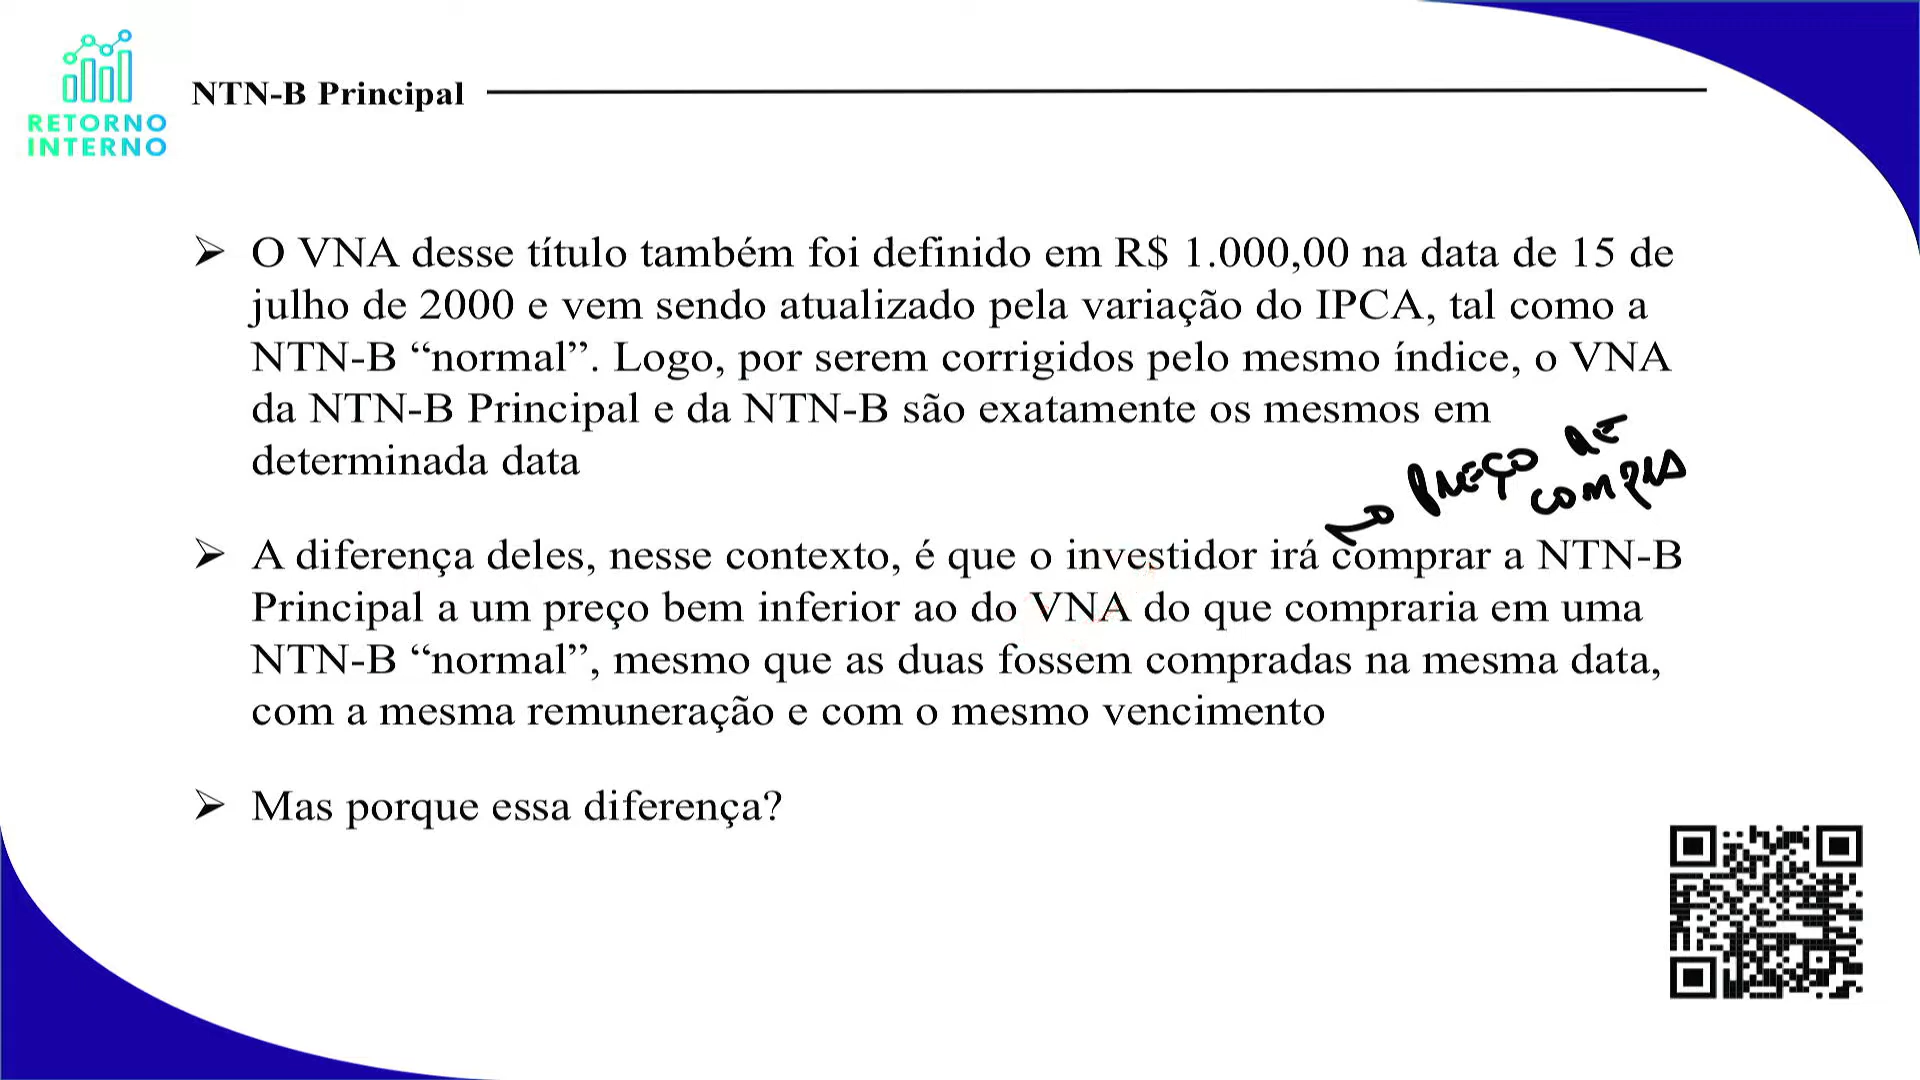 RETORNO
INTERNO
NTN-B Principal
➢ O VNA desse título também foi definido em R$ 1.000,00 na data de 15 de
julho de 2000 e vem sendo atualizado pela variação do IPCA, tal como a
NTN-B “normal”. Logo, por serem corrigidos pelo mesmo índice, o VNA
da NTN-B Principal e da NTN-B são exatamente os mesmos em
determinada data
PREÇO DE
COMPRA
➢ A diferença deles, nesse contexto, é que o investidor irá comprar a NTN-B
Principal a um preço bem inferior ao do VNA do que compraria em uma
NTN-B “normal”, mesmo que as duas fossem compradas na mesma data,
com a mesma remuneração e com o mesmo vencimento
➢ Mas porque essa diferença?